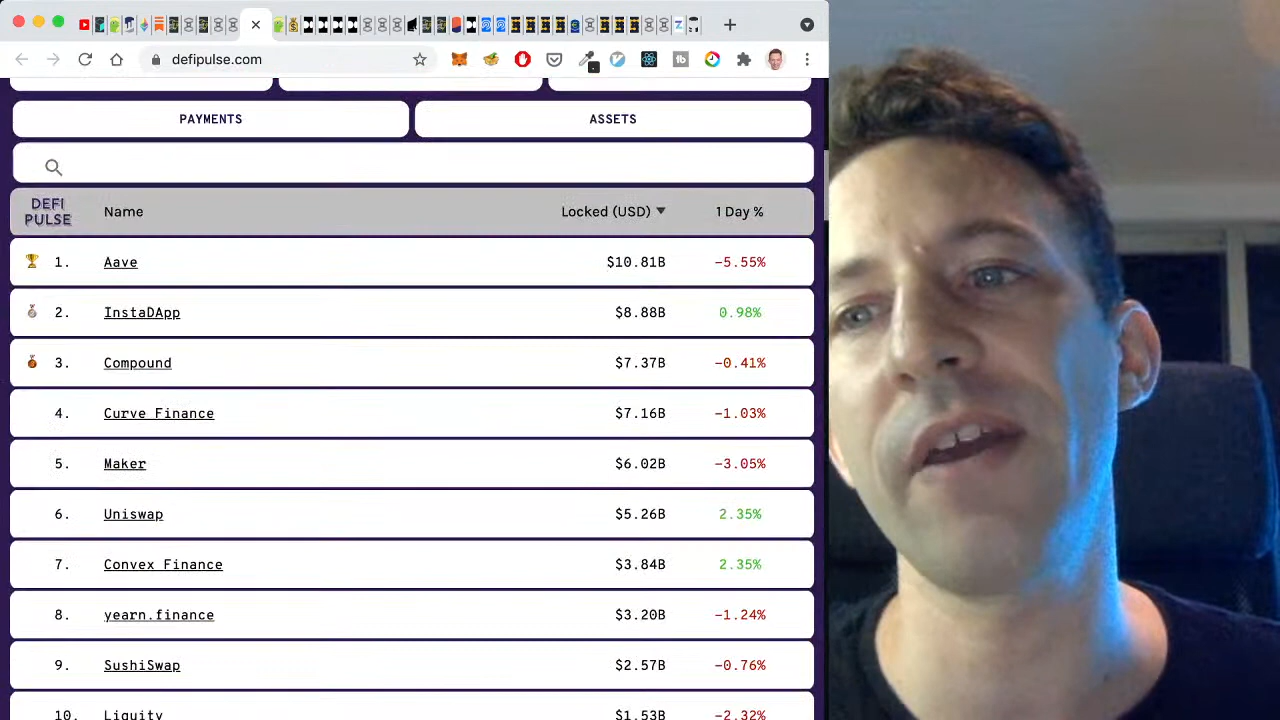 defipulse.com
PAYMENTS
ASSETS
DEFI PULSE Name Locked (USD) ▼ 1 Day %
1. Aave $10.81B -5.55%
2. InstaDApp $8.88B 0.98%
3. Compound $7.37B -0.41%
4. Curve Finance $7.16B -1.03%
5. Maker $6.02B -3.05%
6. Uniswap $5.26B 2.35%
7. Convex Finance $3.84B 2.35%
8. yearn.finance $3.20B -1.24%
9. SushiSwap $2.57B -0.76%
10. Liquity $1.53B -2.32%